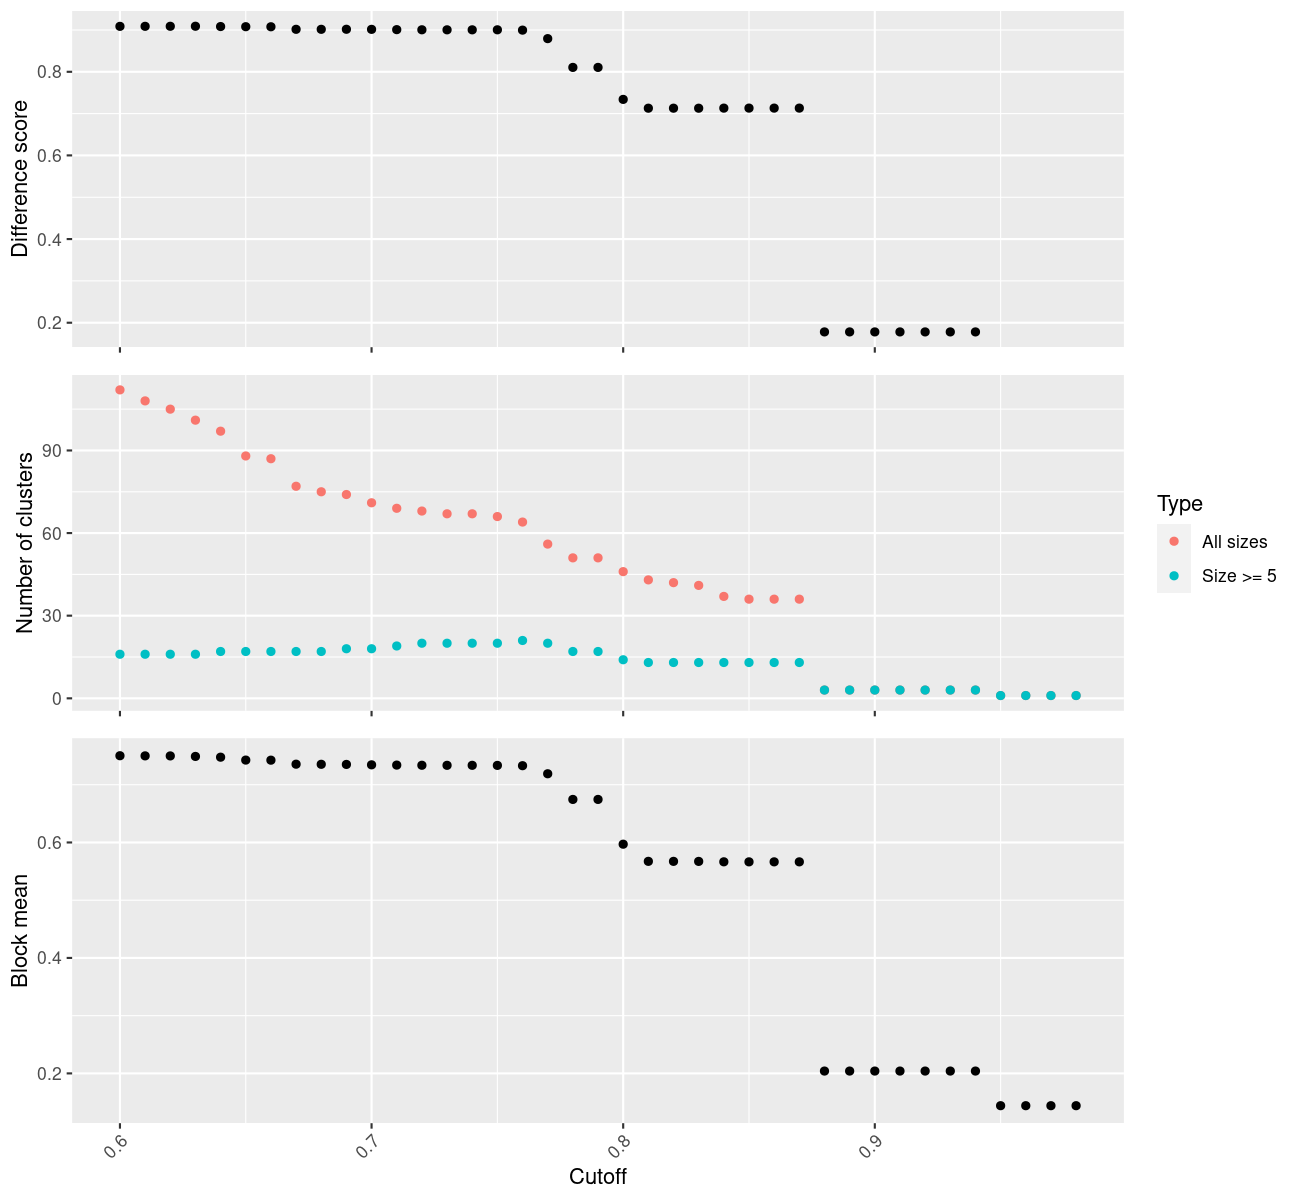 Difference score
0.8
0.6
0.4
0.2
Number of clusters
90
60
30
0
Type
All sizes
Size >= 5
Block mean
0.6
0.4
0.2
0.6
0.7
0.8
0.9
Cutoff